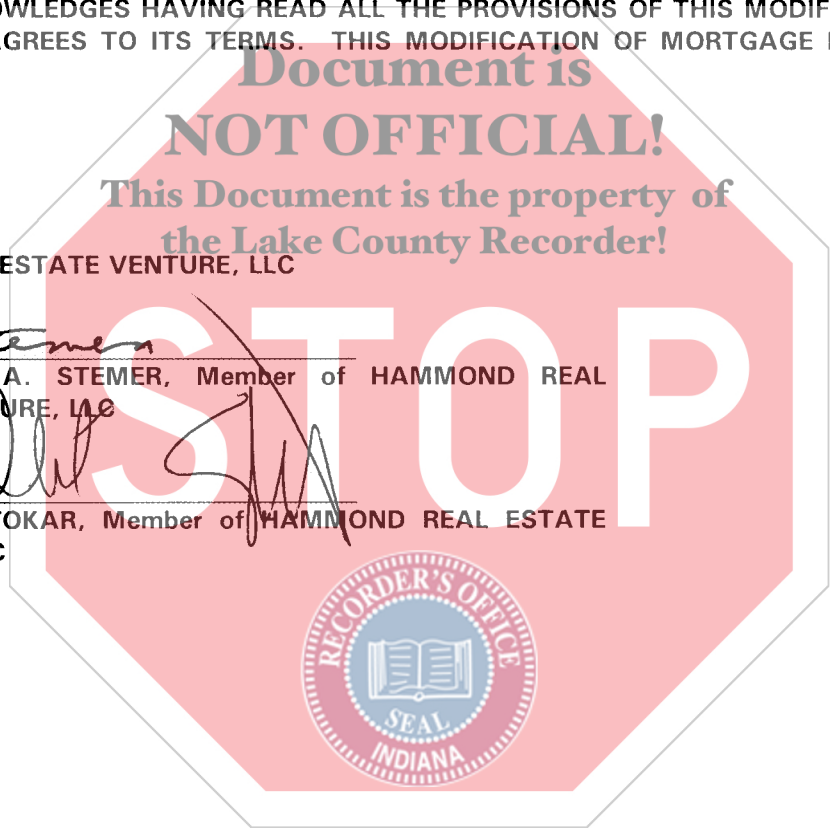 OWLEDGES HAVING READ ALL THE PROVISIONS OF THIS MODIF
GREES TO ITS TERMS. THIS MODIFICATION OF MORTGAGE
Document is
NOT OFFICIAL!
This Document is the property of
the Lake County Recorder!
ESTATE VENTURE, LLC
STOP
A. STEMER, Member of HAMMOND REAL
URE, LLC
TOKAR, Member of HAMMOND REAL ESTATE
C
RECORDER'S OFFICE
SEAL
INDIANA